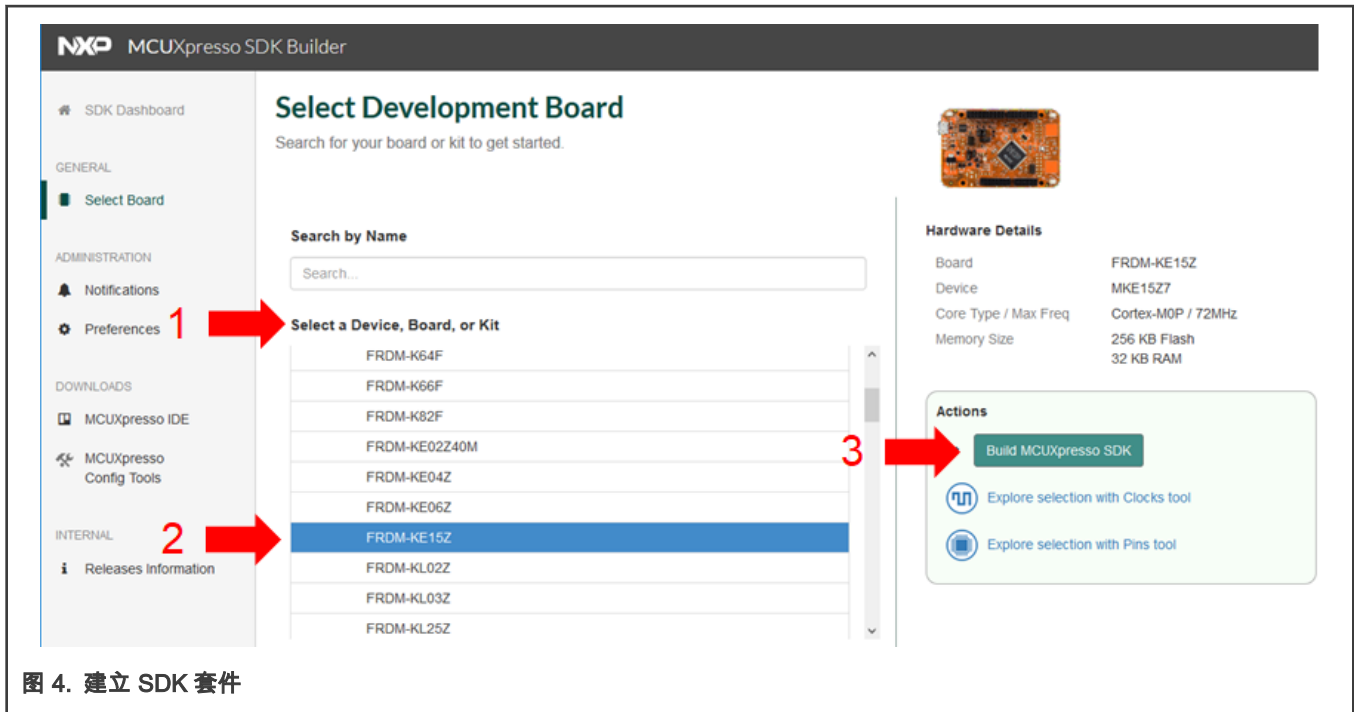 NXP MCUXpresso SDK Builder
SDK Dashboard
GENERAL
Select Board
ADMINISTRATION
Notifications
Preferences
DOWNLOADS
MCUXpresso IDE
MCUXpresso
Config Tools
INTERNAL
Releases Information
Select Development Board
Search for your board or kit to get started.
Search by Name
Search...
1
Select a Device, Board, or Kit
FRDM-K64F
FRDM-K66F
FRDM-K82F
FRDM-KE02Z40M
FRDM-KE04Z
FRDM-KE06Z
2
FRDM-KE15Z
FRDM-KL02Z
FRDM-KL03Z
FRDM-KL25Z
Hardware Details
Board FRDM-KE15Z
Device MKE15Z7
Core Type / Max Freq Cortex-M0P / 72MHz
Memory Size 256 KB Flash
32 KB RAM
Actions
3
Build MCUXpresso SDK
Explore selection with Clocks tool
Explore selection with Pins tool
图 4. 建立 SDK 套件